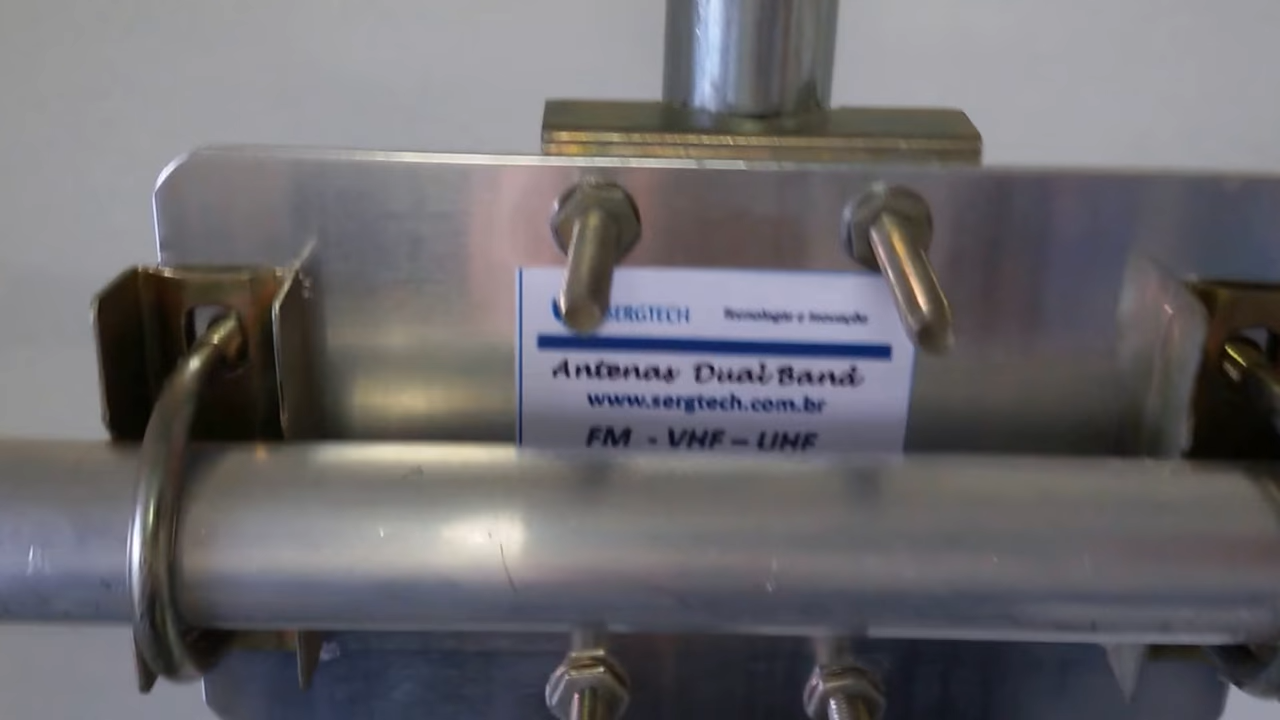 SERGTECH Tecnologia e Inovação
Antenas Dual Band
www.sergtech.com.br
FM - VHF – UHF